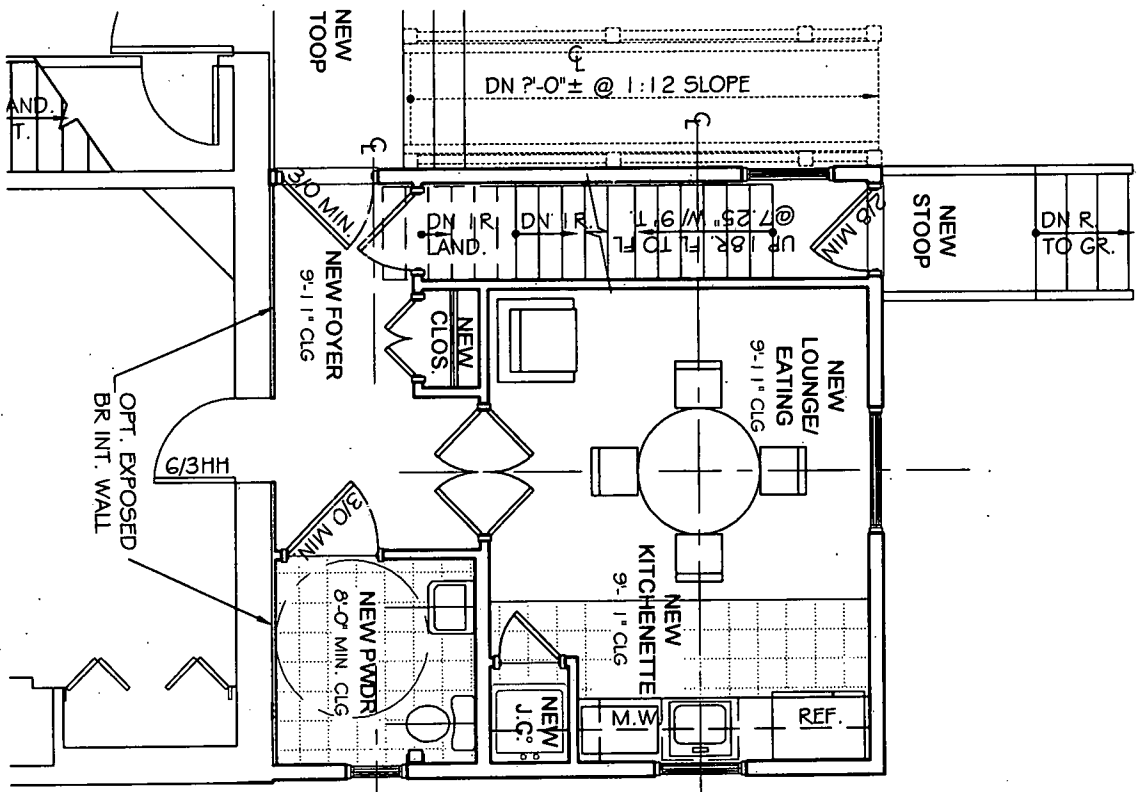 NEW
TOOP
DN ?'-0"± @ 1:12 SLOPE
AND.
T.
3/0 MIN.
DN 1R.
LAND.
DN. 1R.
UP 18R. FL TO FL
@ 7.25" W/ 9" T.
2/8 MIN
NEW
STOOP
DN R.
TO GR.
NEW FOYER
9'-11" CLG
NEW
CLOS.
NEW
LOUNGE/
EATING
9'-11" CLG
OPT. EXPOSED
BR INT. WALL
6/3HH
3/0 MIN
NEW PWDR
8'-0" MIN. CLG
NEW
KITCHENETTE
9'- 1" CLG
NEW
J.C.
M.W
REF.